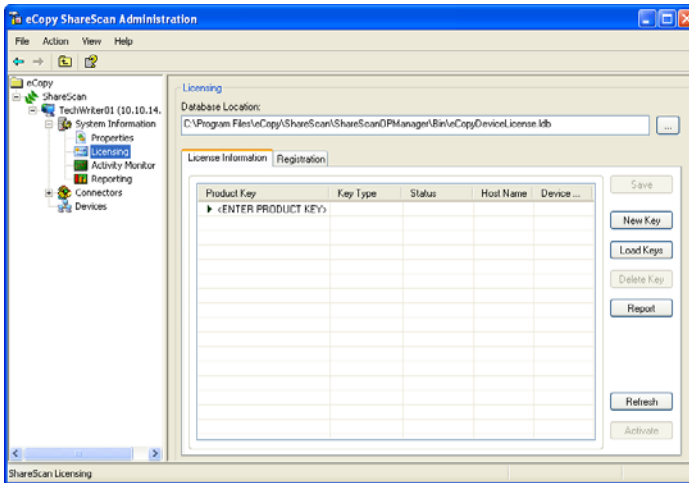 eCopy ShareScan Administration
File Action View Help
eCopy
ShareScan
TechWriter01 (10.10.14.
System Information
Properties
Licensing
Activity Monitor
Reporting
Connectors
Devices
Licensing
Database Location:
C:\Program Files\eCopy\ShareScan\ShareScanOPManager\Bin\eCopyDeviceLicense.ldb
...
License Information Registration
Product Key Key Type Status Host Name Device ...
<ENTER PRODUCT KEY>
Save
New Key
Load Keys
Delete Key
Report
Refresh
Activate
ShareScan Licensing